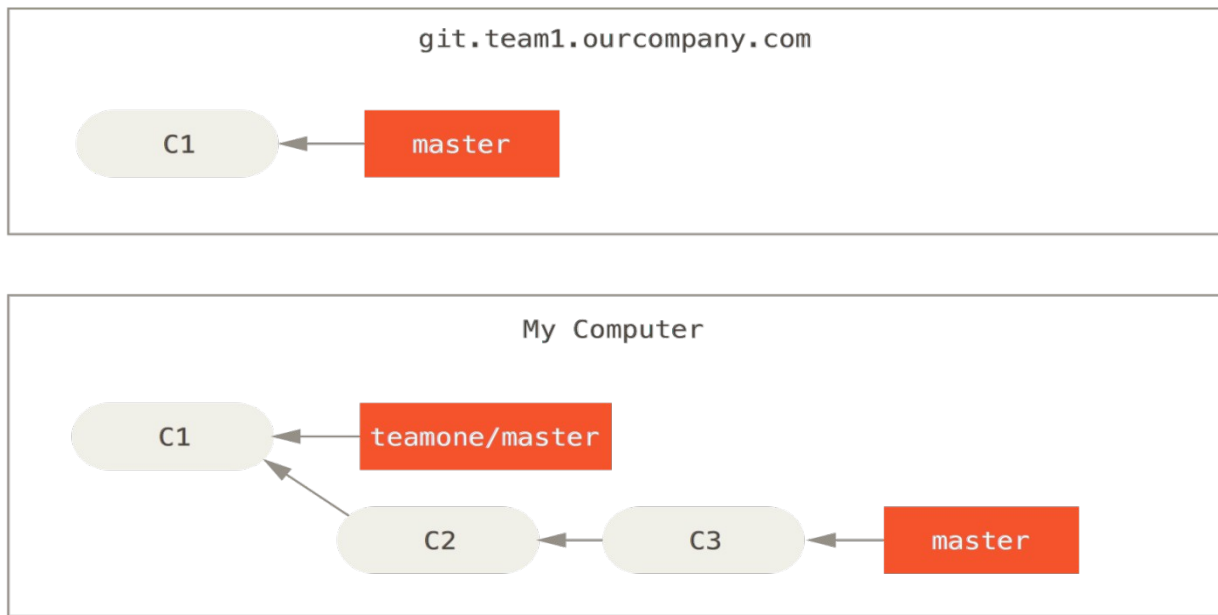 git.team1.ourcompany.com
C1
master
My Computer
C1
teamone/master
C2
C3
master